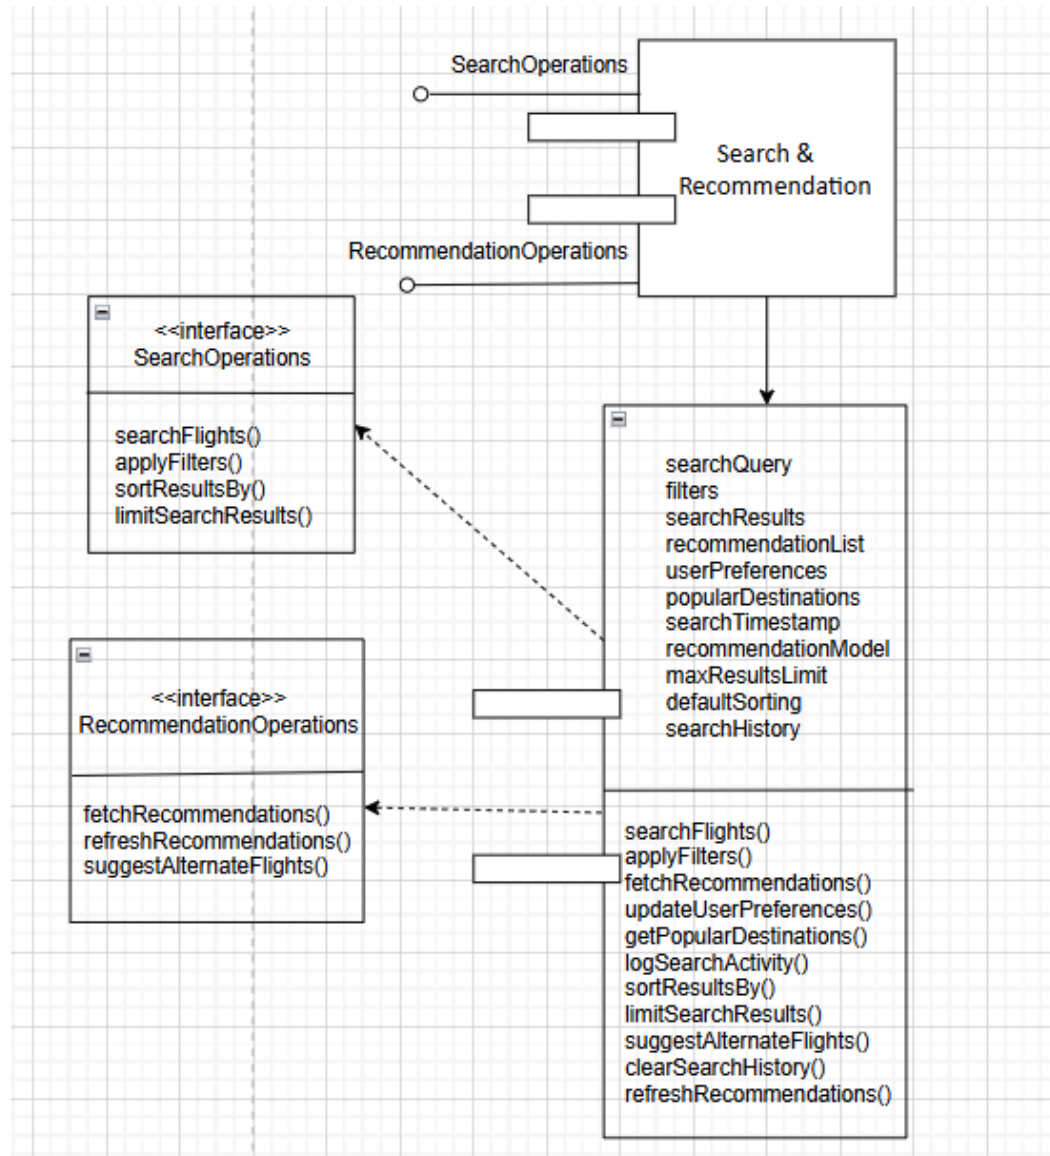 SearchOperations
Search &
Recommendation
RecommendationOperations
<<interface>>
SearchOperations
searchFlights()
applyFilters()
sortResultsBy()
limitSearchResults()
<<interface>>
RecommendationOperations
fetchRecommendations()
refreshRecommendations()
suggestAlternateFlights()
searchQuery
filters
searchResults
recommendationList
userPreferences
popularDestinations
searchTimestamp
recommendationModel
maxResultsLimit
defaultSorting
searchHistory
searchFlights()
applyFilters()
fetchRecommendations()
updateUserPreferences()
getPopularDestinations()
logSearchActivity()
sortResultsBy()
limitSearchResults()
suggestAlternateFlights()
clearSearchHistory()
refreshRecommendations()